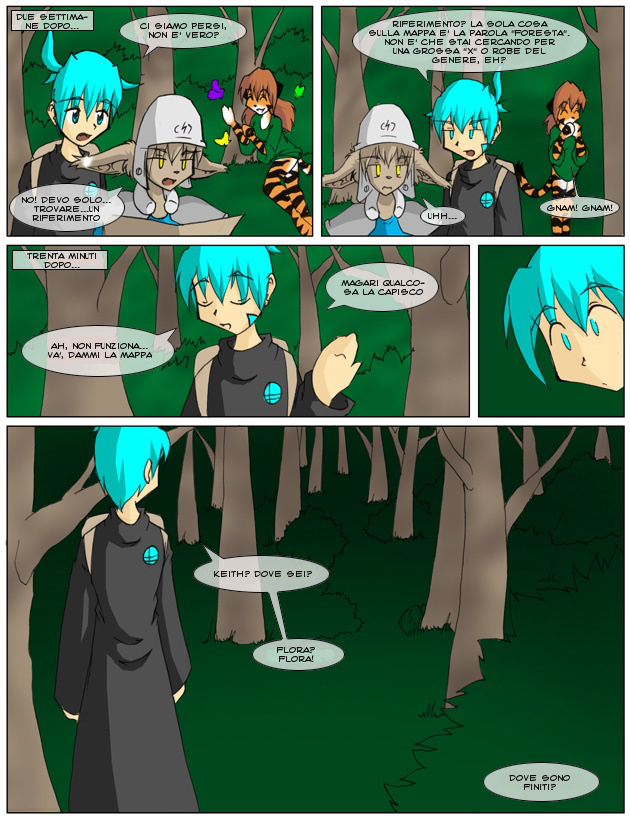 DUE SETTIMA-
NE DOPO...
CI SIAMO PERSI,
NON E' VERO?
NO! DEVO SOLO...
TROVARE...UN
RIFERIMENTO
RIFERIMENTO? LA SOLA COSA
SULLA MAPPA E' LA PAROLA "FORESTA".
NON E' CHE STAI CERCANDO PER
UNA GROSSA "X" O ROBE DEL
GENERE, EH?
UHH...
GNAM! GNAM!
TRENTA MINUTI
DOPO...
MAGARI QUALCO-
SA LA CAPISCO
AH, NON FUNZIONA...
VA', DAMMI LA MAPPA
KEITH? DOVE SEI?
FLORA?
FLORA!
DOVE SONO
FINITI?